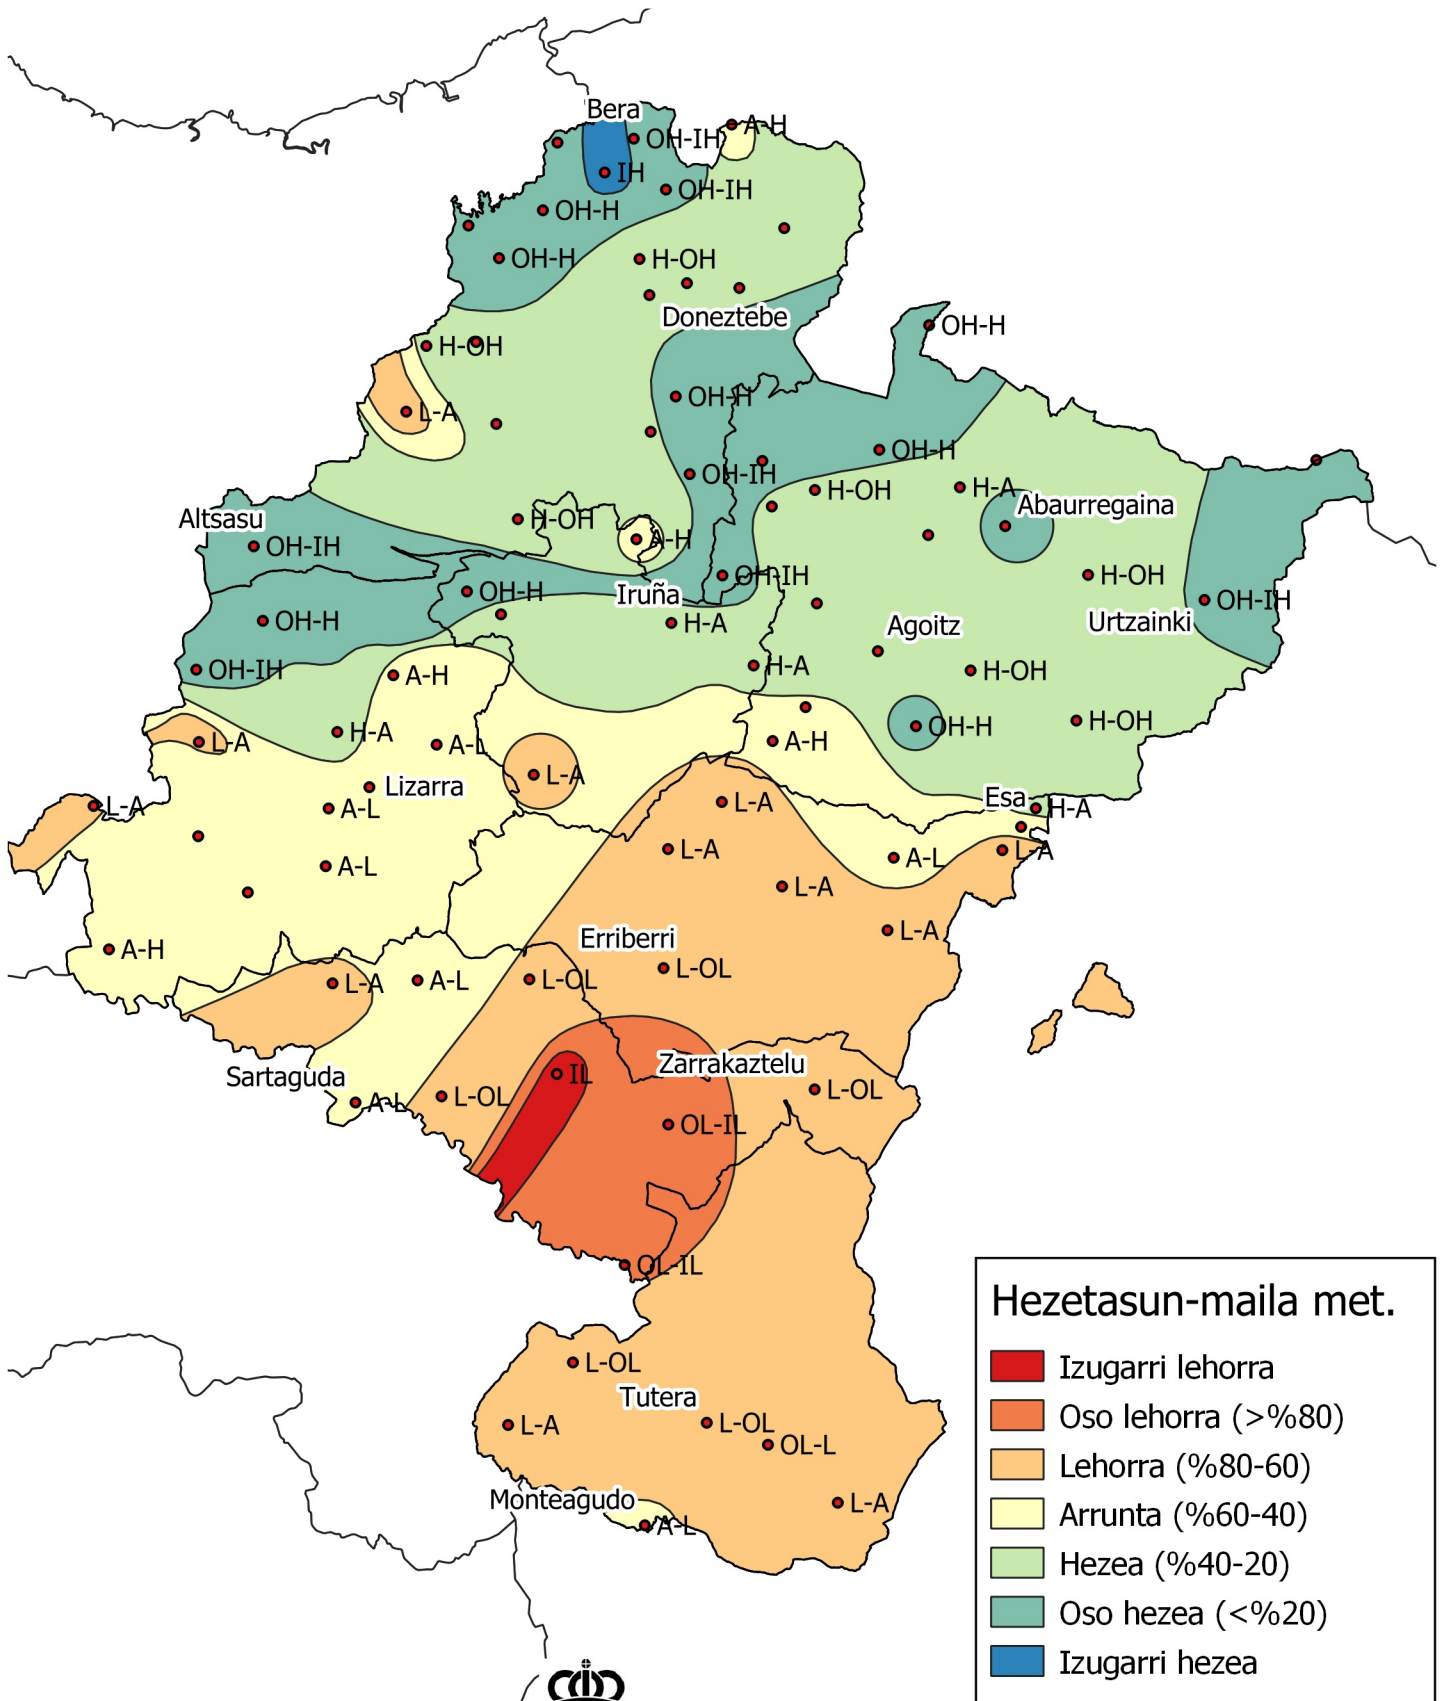 Bera
A-H
OH-IH
IH
OH-IH
OH-H
OH-H
H-OH
Doneztebe
OH-H
H-OH
L-A
OH-H
OH-H
OH-IH
H-OH
H-A
Abaurregaina
Altsasu
H-OH
A-H
OH-IH
OH-IH
H-OH
OH-H
Iruña
OH-IH
OH-H
H-A
Agoitz
Urtzainki
OH-IH
A-H
H-A
H-OH
H-A
L-A
A-L
A-H
OH-H
H-OH
L-A
Lizarra
Esa
L-A
A-L
L-A
H-A
L-A
A-L
A-L
L-A
L-A
L-A
A-H
Erriberri
L-A
A-L
L-OL
L-OL
Sartaguda
IL
Zarrakaztelu
A-L
L-OL
L-OL
OL-IL
OL-IL
L-OL
Tutera
L-A
L-OL
OL-L
Monteagudo
A-L
L-A
Hezetasun-maila met.
Izugarri lehorra
Oso lehorra (>%80)
Lehorra (%80-60)
Arrunta (%60-40)
Hezea (%40-20)
Oso hezea (<%20)
Izugarri hezea